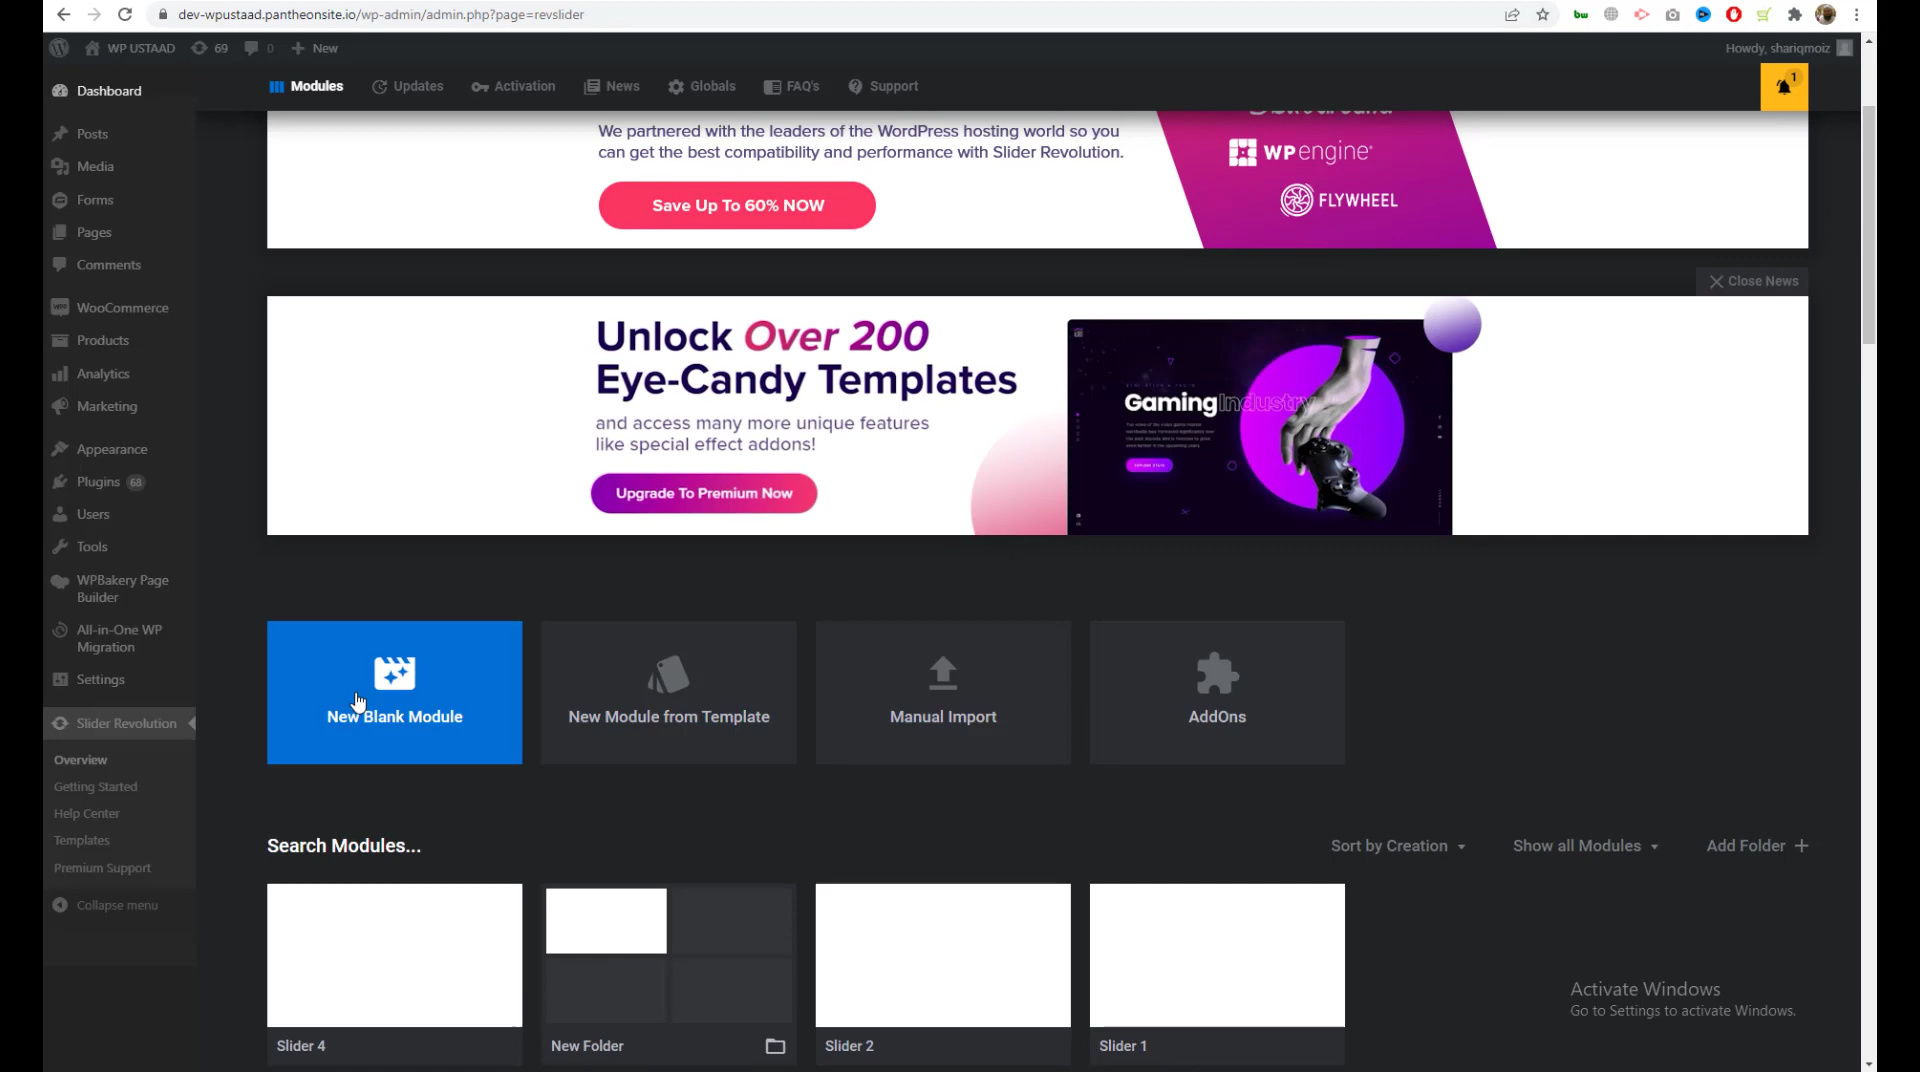 dev-wpustaad.pantheonsite.io/wp-admin/admin.php?page=revslider
WP USTAAD 69 0 New
Howdy, shariqmoiz
Dashboard
Posts
Media
Forms
Pages
Comments
WooCommerce
Products
Analytics
Marketing
Appearance
Plugins 68
Users
Tools
WPBakery Page
Builder
All-in-One WP
Migration
Settings
Slider Revolution
Overview
Getting Started
Help Center
Templates
Premium Support
Collapse menu
Modules Updates Activation News Globals FAQ's Support
1
We partnered with the leaders of the WordPress hosting world so you
can get the best compatibility and performance with Slider Revolution.
Save Up To 60% NOW
WP engine
FLYWHEEL
Close News
Unlock Over 200
Eye-Candy Templates
and access many more unique features
like special effect addons!
Upgrade To Premium Now
Gaming Industry
New Blank Module
New Module from Template
Manual Import
AddOns
Search Modules...
Sort by Creation
Show all Modules
Add Folder
Slider 4
New Folder
Slider 2
Slider 1
Activate Windows
Go to Settings to activate Windows.